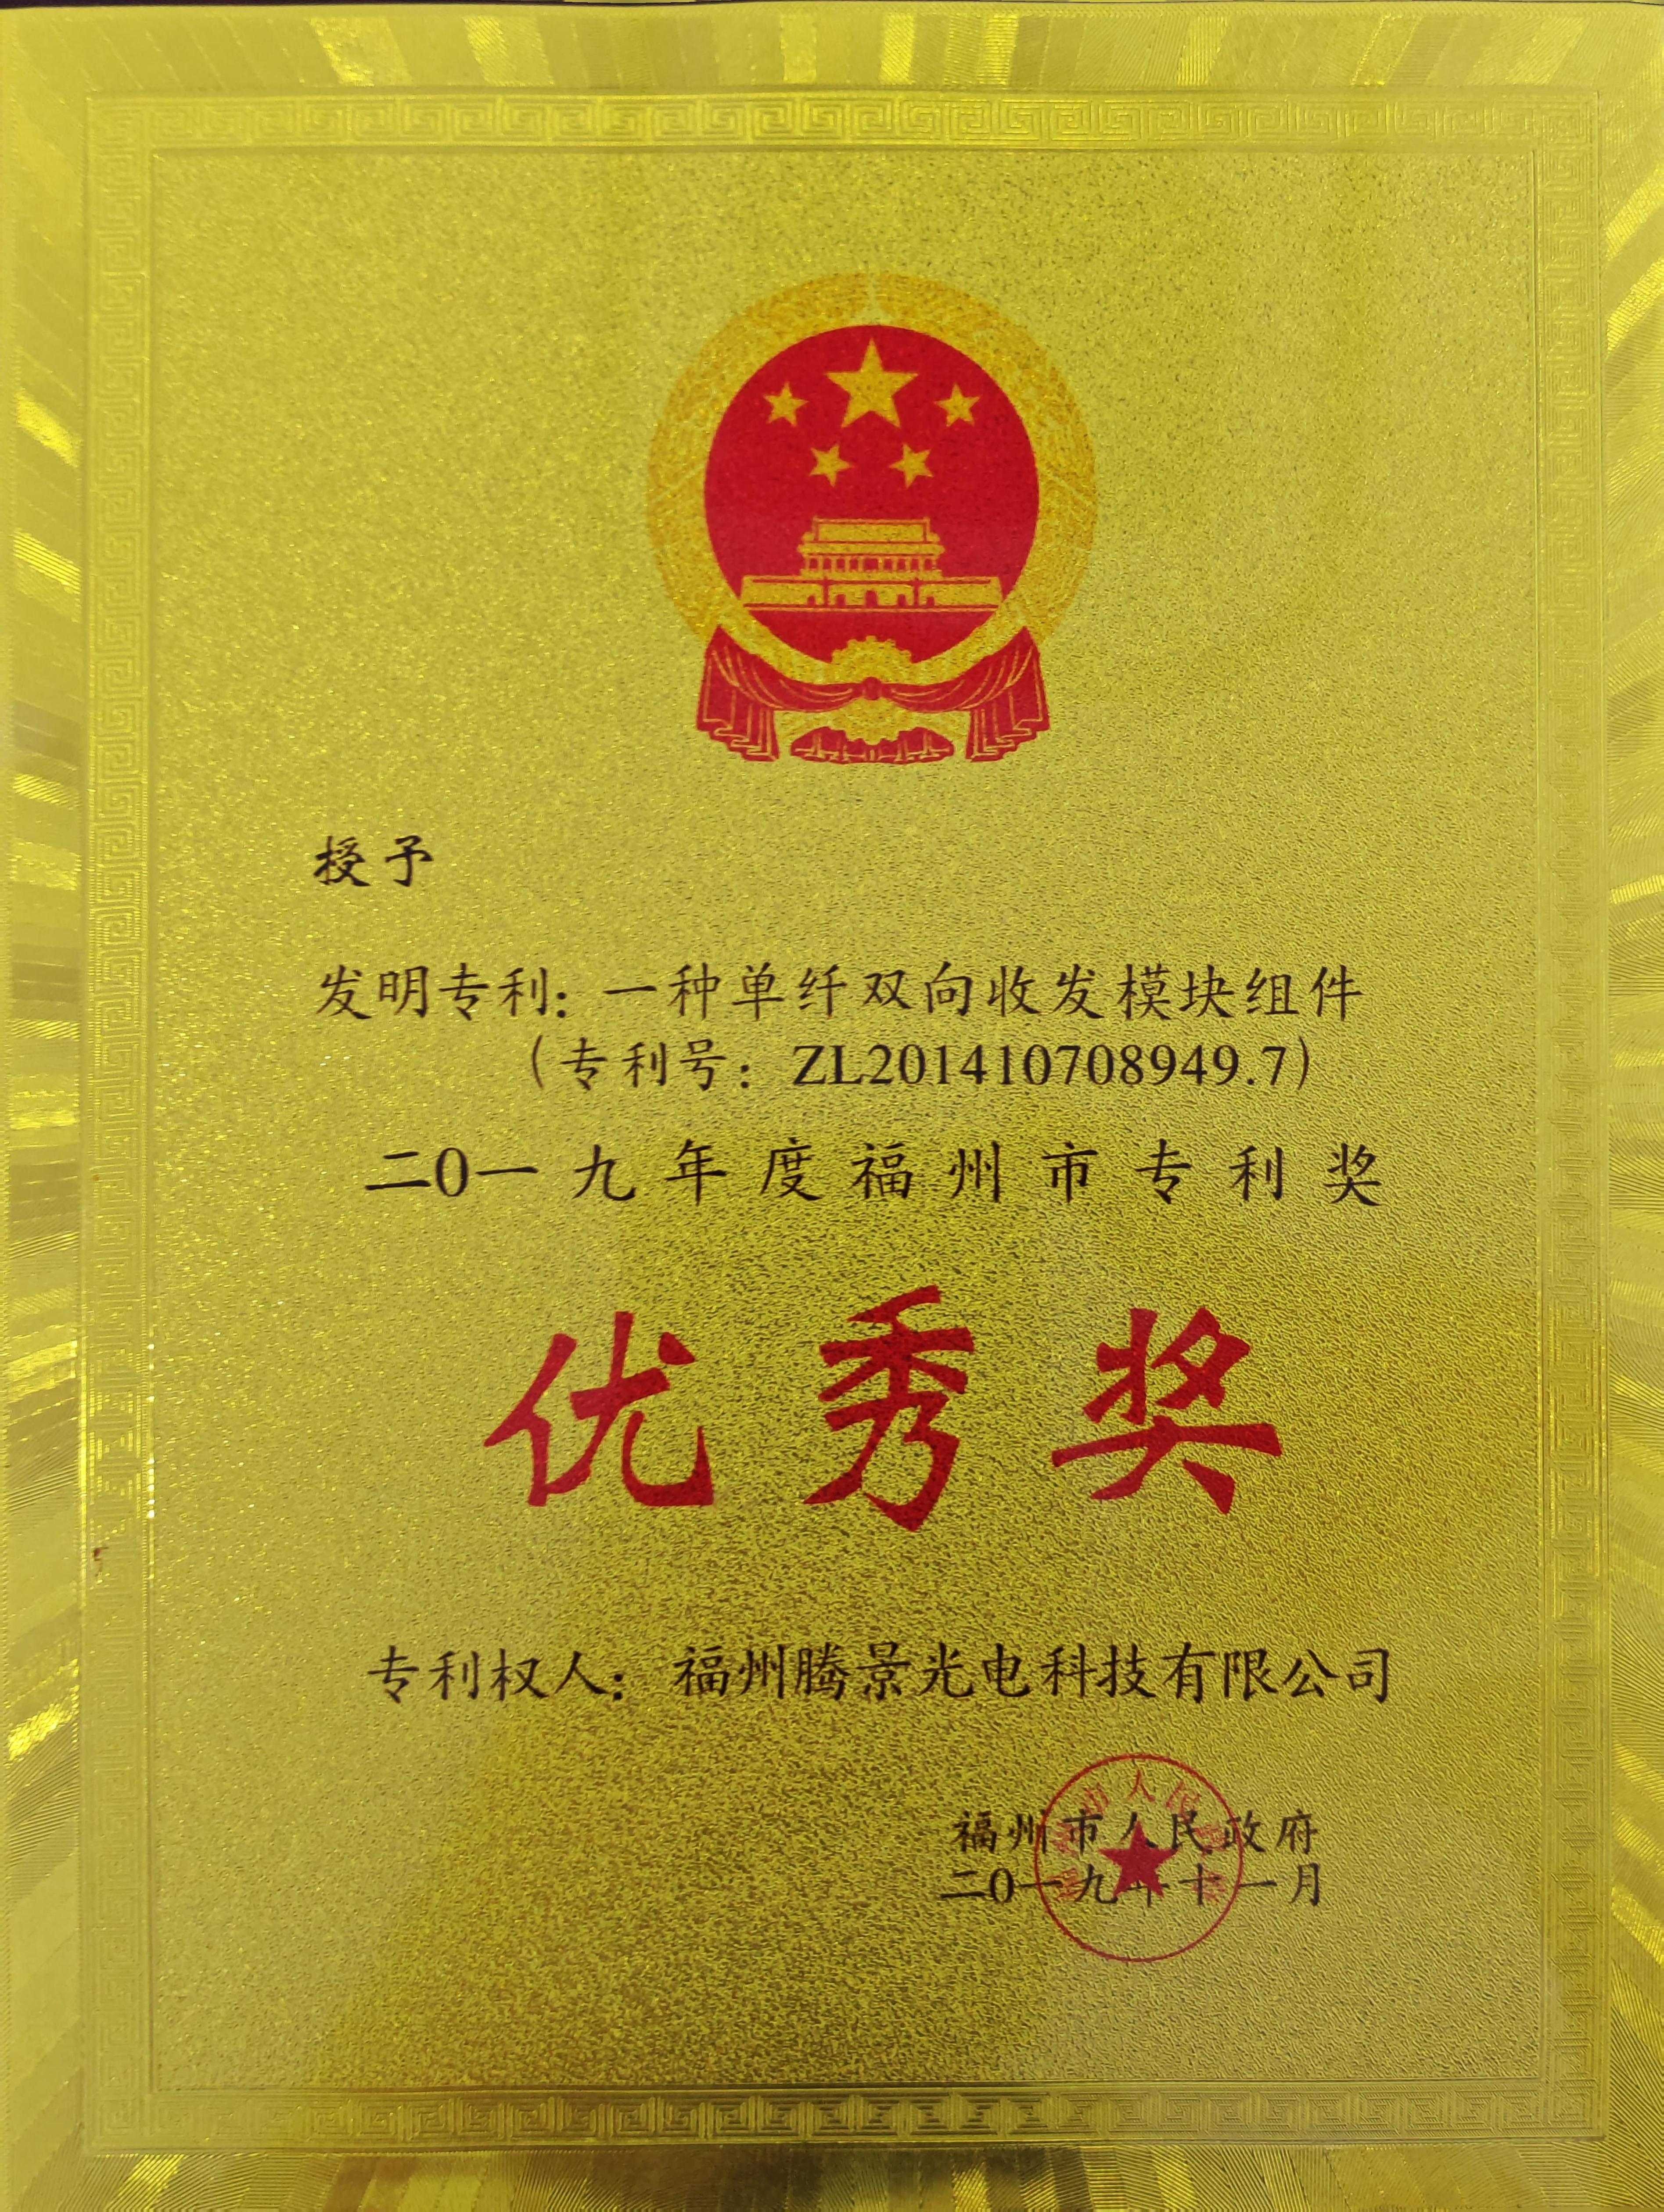 授予
发明专利：一种单纤双向收发模块组件
（专利号：ZL201410708949.7）
二0一九年度福州市专利奖
优秀奖
专利权人：福州腾景光电科技有限公司
福州市人民政府
二0一九年十一月